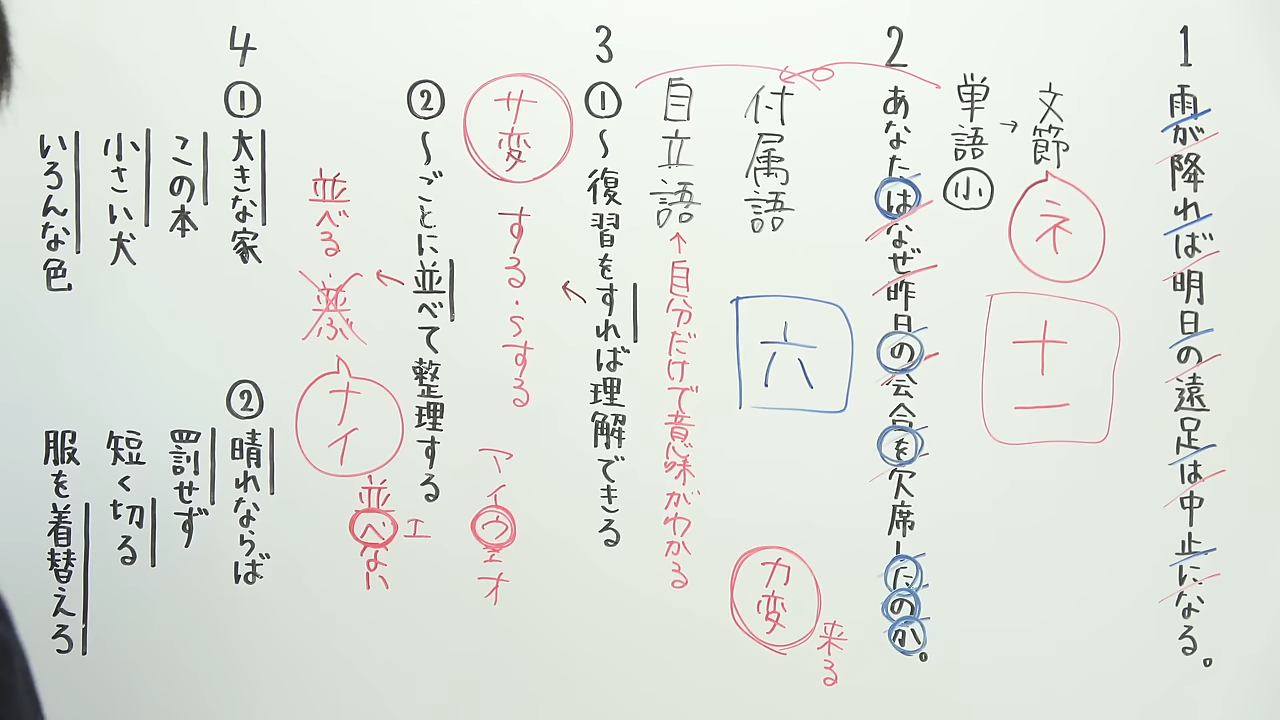 1
雨が降れば明日の遠足は中止になる。
文節
ネ
十一
単語
→
小
2
あなたはなぜ昨日の会合を欠席したのか。
付属語
六
カ変
来る
自立語
↑自分だけで意味がわかる
3
①〜復習をすれば理解できる
サ変
する・〜する
アイウエオ
②〜ごとに並べて整理する
並べる
並ぶ
ナイ
並べない
エ
4
①大きな家
この本
小さい犬
いろんな色
②晴れならば
罰せず
短く切る
服を着替えろ